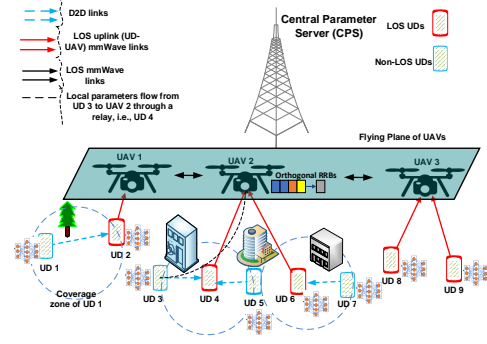 D2D links
LOS uplink (UD-
UAV) mmWave links
LOS mmWave
links
Local parameters flow from
UD 3 to UAV 2 through a
relay, i.e., UD 4
Central Parameter
Server (CPS)
LOS UDs
Non-LOS UDs
Flying Plane of UAVs
UAV 1
UAV 2
UAV 3
Orthogonal RRBs
UD 1
UD 2
Coverage
zone of UD 1
UD 3
UD 4
UD 5
UD 6
UD 7
UD 8
UD 9